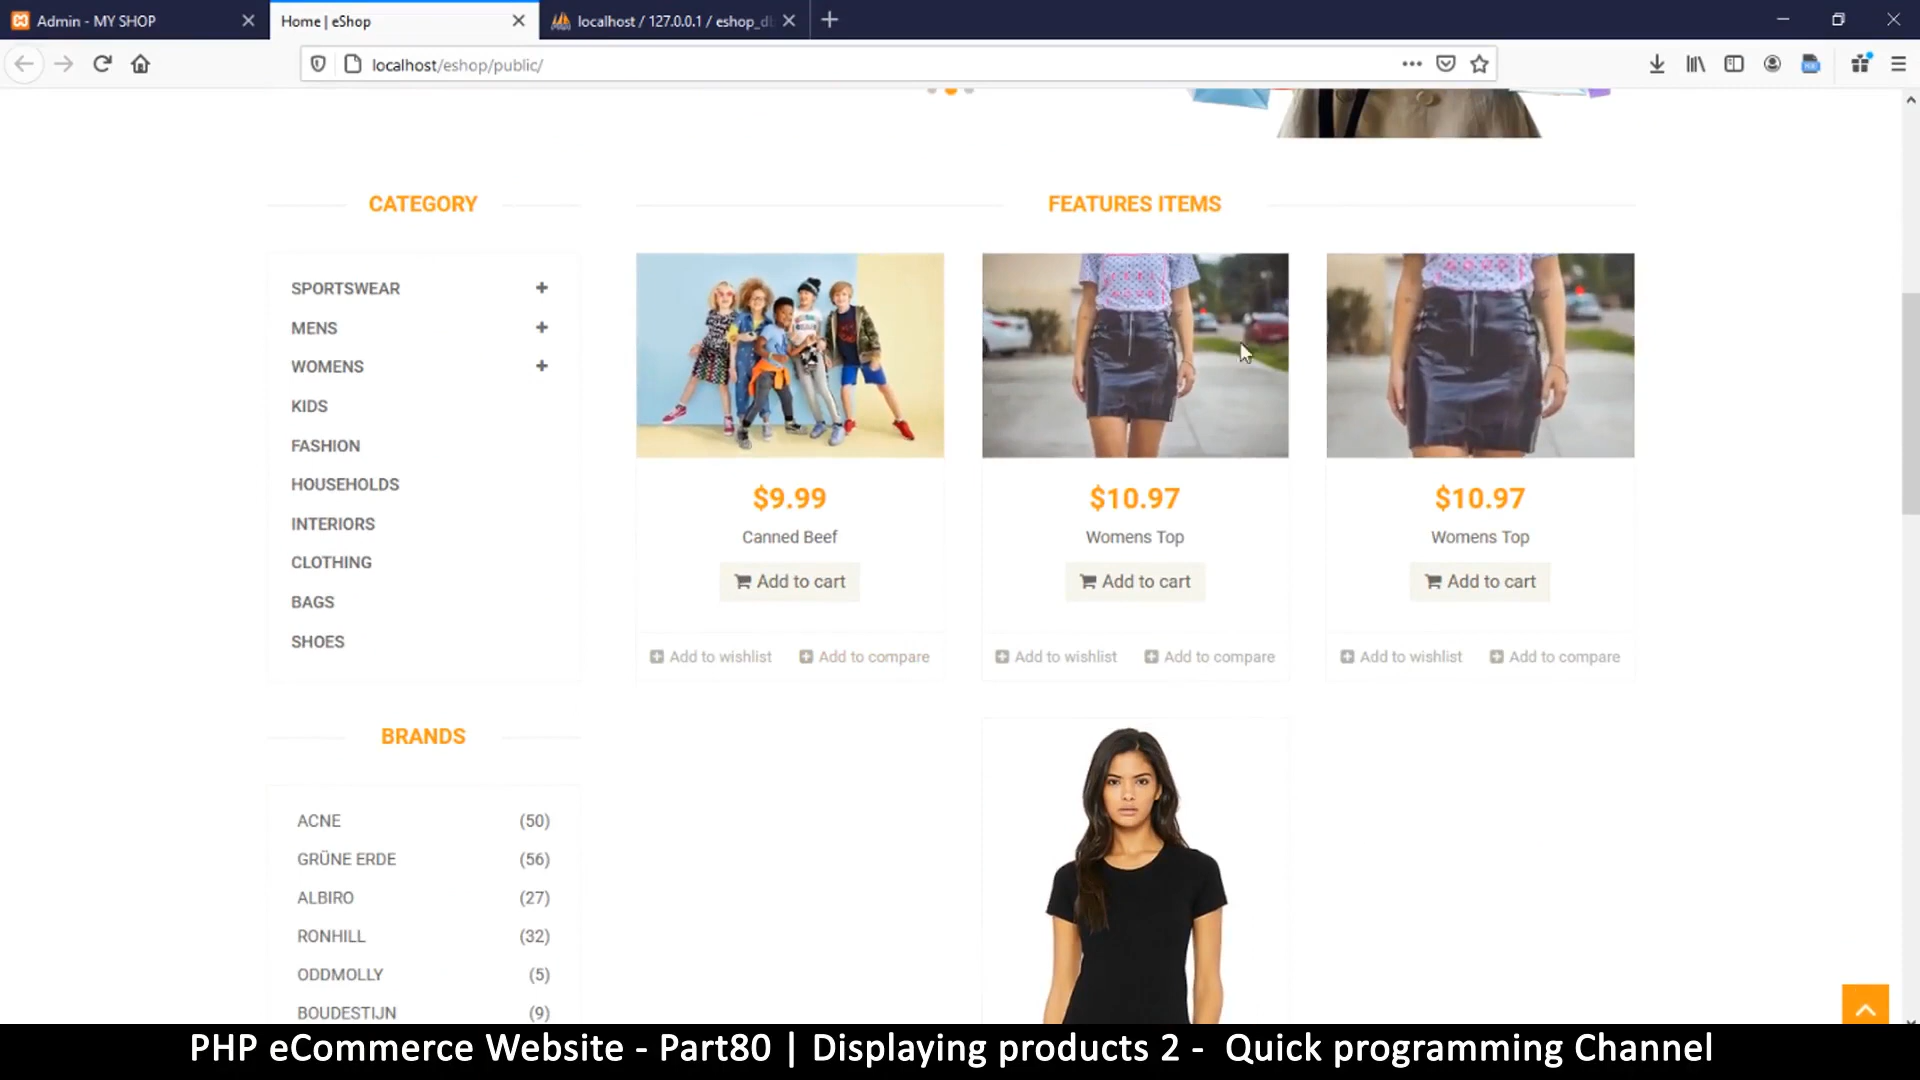 Admin - MY SHOP
Home | eShop
localhost / 127.0.0.1 / eshop_db
localhost/eshop/public/
CATEGORY
SPORTSWEAR
MENS
WOMENS
KIDS
FASHION
HOUSEHOLDS
INTERIORS
CLOTHING
BAGS
SHOES
BRANDS
ACNE (50)
GRÜNE ERDE (56)
ALBIRO (27)
RONHILL (32)
ODDMOLLY (5)
BOUDESTIJN (9)
FEATURES ITEMS
$9.99
Canned Beef
Add to cart
Add to wishlist Add to compare
$10.97
Womens Top
Add to cart
Add to wishlist Add to compare
$10.97
Womens Top
Add to cart
Add to wishlist Add to compare
PHP eCommerce Website - Part80 | Displaying products 2 - Quick programming Channel